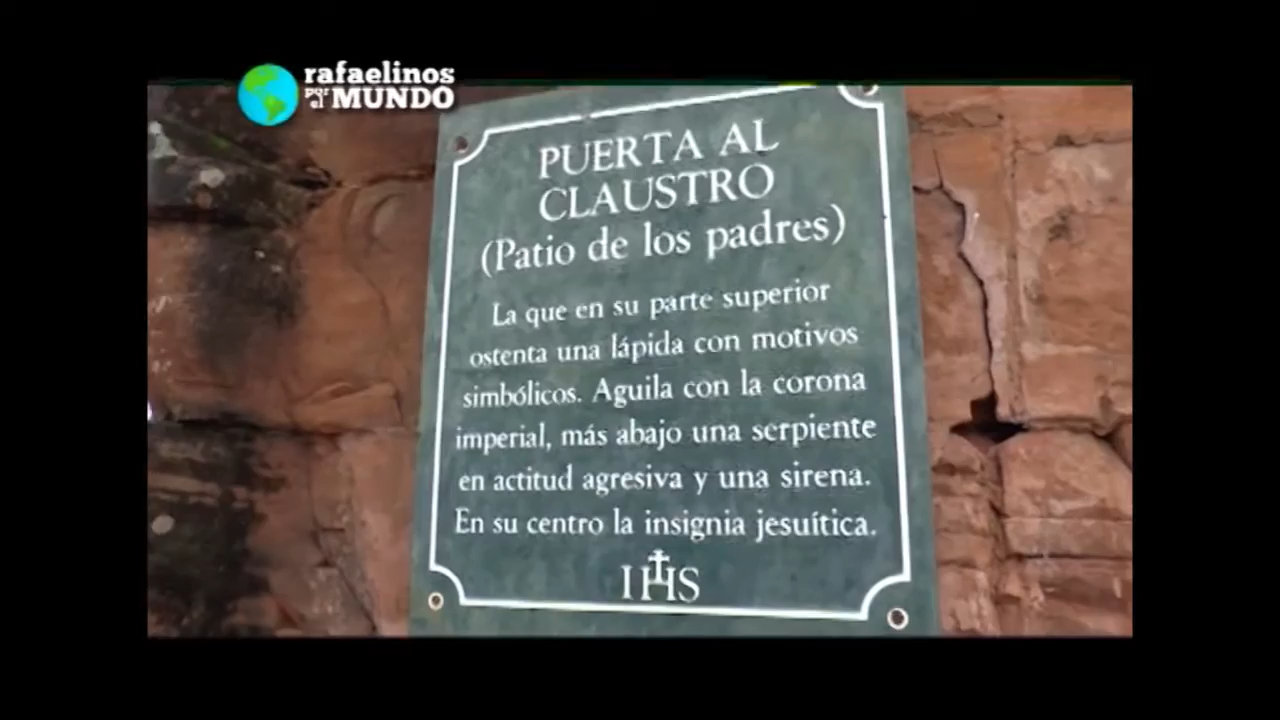 rafaelinos
por el MUNDO
PUERTA AL
CLAUSTRO
(Patio de los padres)
La que en su parte superior
ostenta una lápida con motivos
simbólicos. Aguila con la corona
imperial, más abajo una serpiente
en actitud agresiva y una sirena.
En su centro la insignia jesuítica.
IHS